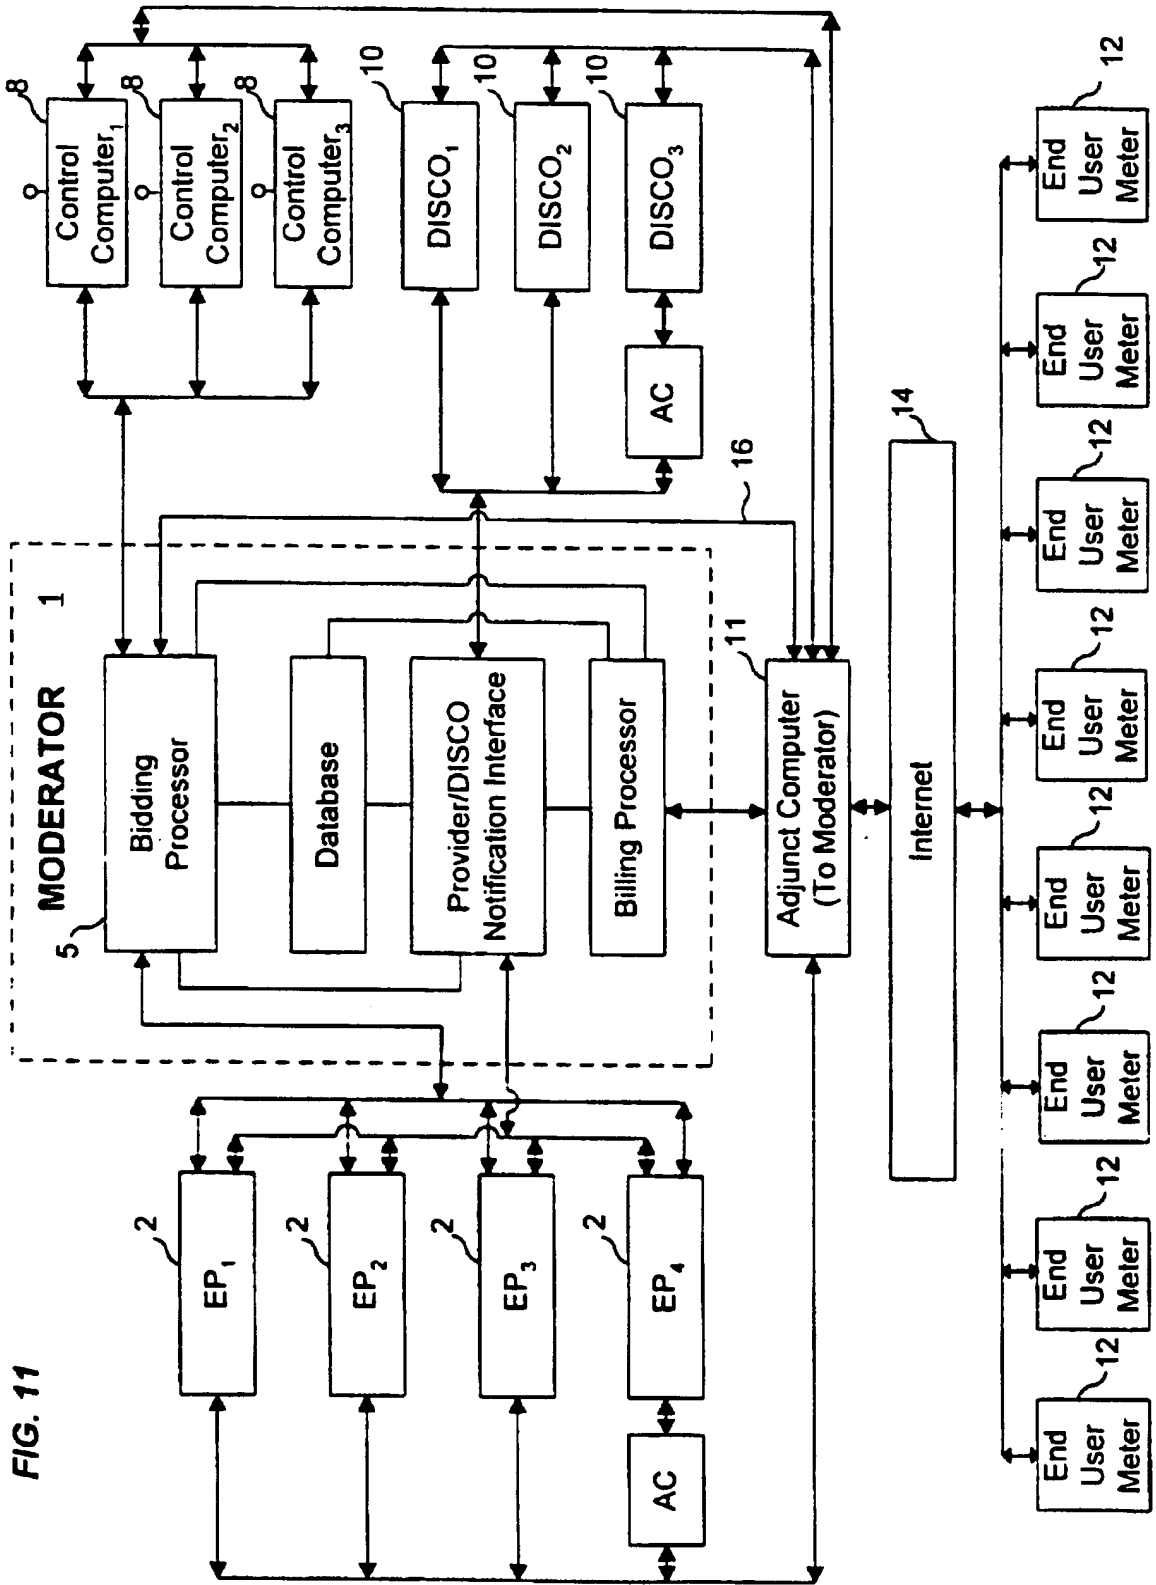 FIG. 11
MODERATOR 1
5
Bidding
Processor
Database
Provider/DISCO
Notification Interface
Billing Processor
2
EP1
2
EP2
2
EP3
2
EP4
AC
8
Control
Computer1
8
Control
Computer2
8
Control
Computer3
10
DISCO1
10
DISCO2
10
DISCO3
AC
16
11
Adjunct Computer
(To Moderator)
14
Internet
12
End
User
Meter
12
End
User
Meter
12
End
User
Meter
12
End
User
Meter
12
End
User
Meter
12
End
User
Meter
12
End
User
Meter
12
End
User
Meter